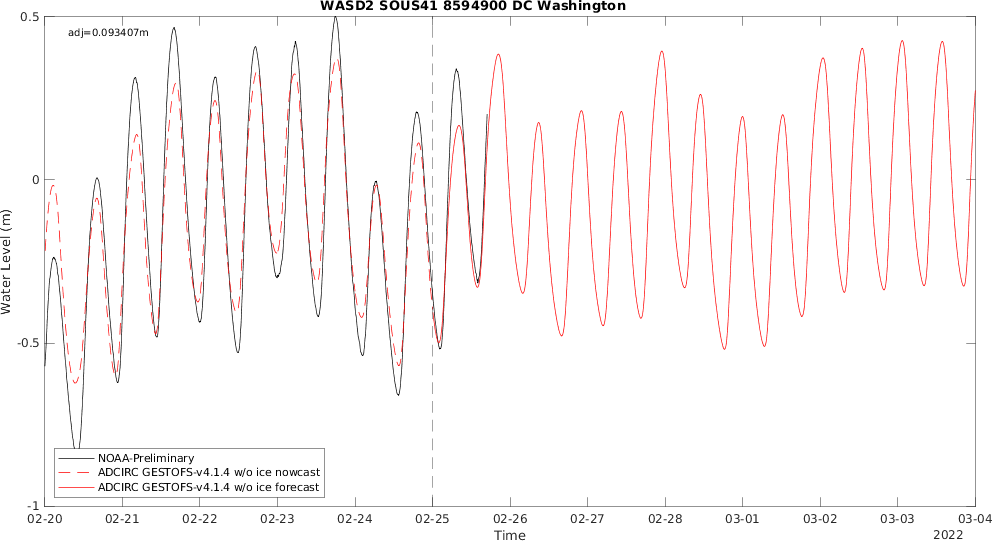 WASD2 SOUS41 8594900 DC Washington
adj=0.093407m
0.5
0
-0.5
-1
Water Level (m)
NOAA-Preliminary
ADCIRC GESTOFS-v4.1.4 w/o ice nowcast
ADCIRC GESTOFS-v4.1.4 w/o ice forecast
02-20 02-21 02-22 02-23 02-24 02-25 02-26 02-27 02-28 03-01 03-02 03-03 03-04
Time
2022